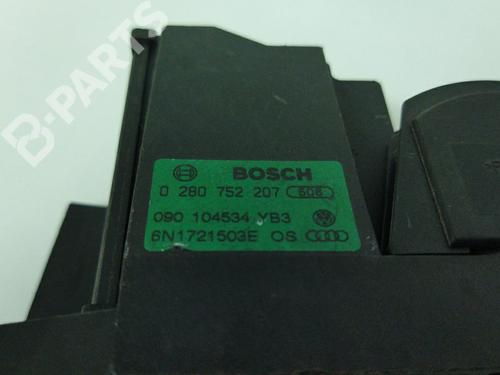 B-PARTS
BOSCH
0 280 752 207 606
090 104534 YB3
6N1721503E OS